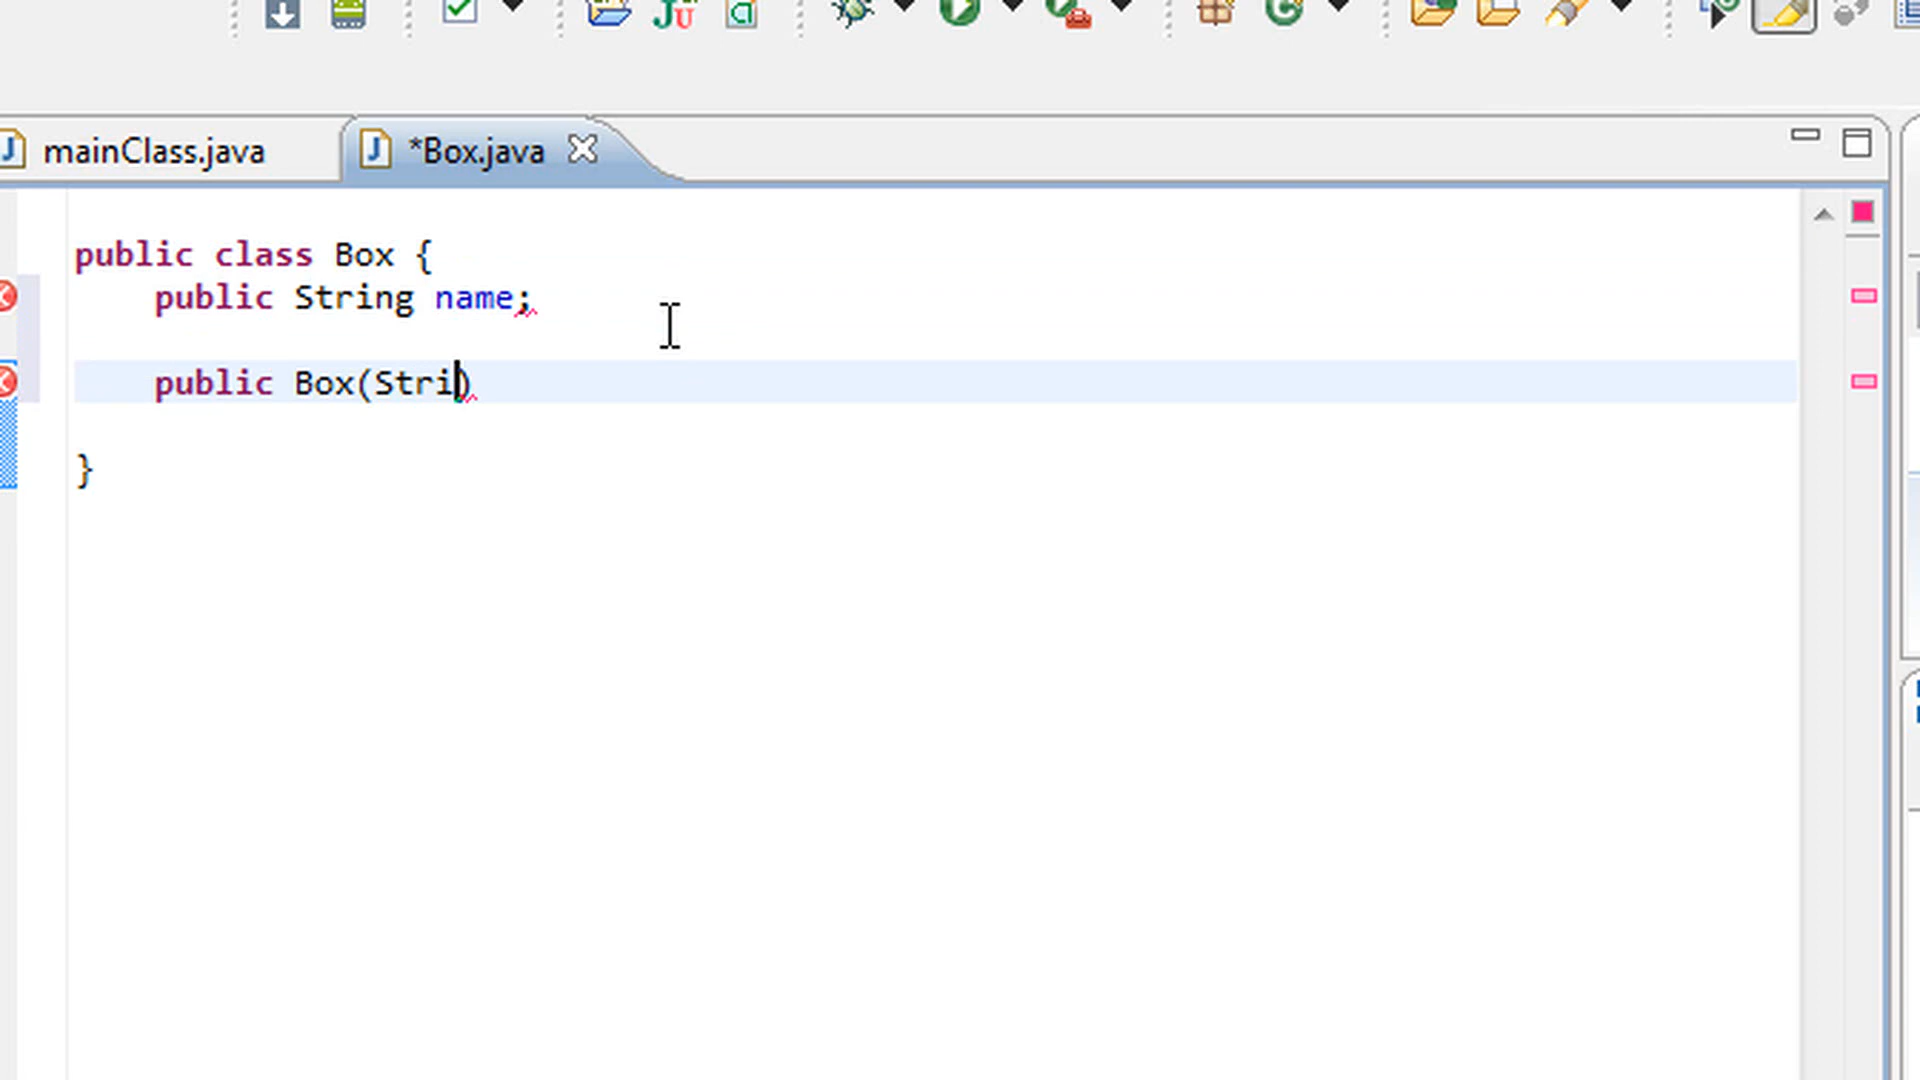 mainClass.java
*Box.java
public class Box {
public String name;
public Box(Stri)
}